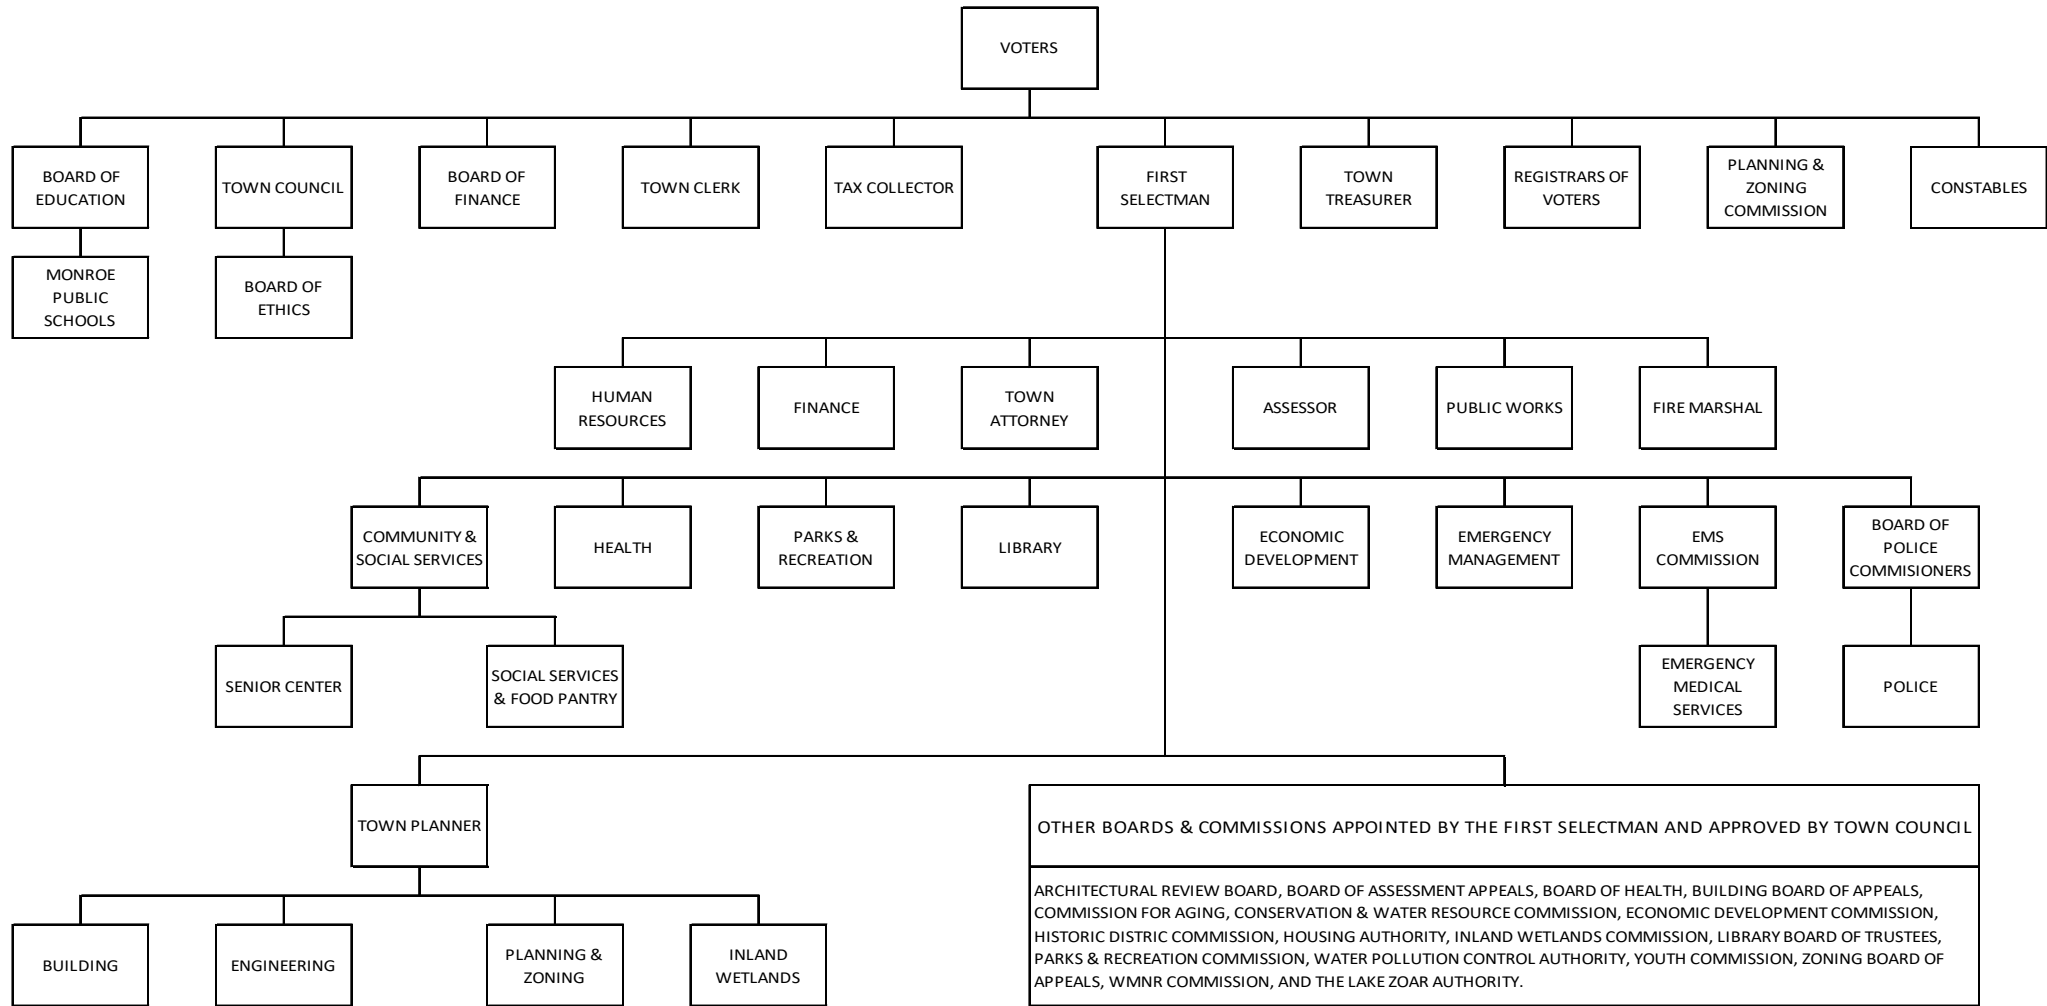 VOTERS
BOARD OF
EDUCATION
TOWN COUNCIL
BOARD OF
FINANCE
TOWN CLERK
TAX COLLECTOR
FIRST
SELECTMAN
TOWN
TREASURER
REGISTRARS OF
VOTERS
PLANNING &
ZONING
COMMISSION
CONSTABLES
MONROE
PUBLIC
SCHOOLS
BOARD OF
ETHICS
HUMAN
RESOURCES
FINANCE
TOWN
ATTORNEY
ASSESSOR
PUBLIC WORKS
FIRE MARSHAL
COMMUNITY &
SOCIAL SERVICES
HEALTH
PARKS &
RECREATION
LIBRARY
ECONOMIC
DEVELOPMENT
EMERGENCY
MANAGEMENT
EMS
COMMISSION
BOARD OF
POLICE
COMMISIONERS
SENIOR CENTER
SOCIAL SERVICES
& FOOD PANTRY
EMERGENCY
MEDICAL
SERVICES
POLICE
TOWN PLANNER
OTHER BOARDS & COMMISSIONS APPOINTED BY THE FIRST SELECTMAN AND APPROVED BY TOWN COUNCIL
ARCHITECTURAL REVIEW BOARD, BOARD OF ASSESSMENT APPEALS, BOARD OF HEALTH, BUILDING BOARD OF APPEALS,
COMMISSION FOR AGING, CONSERVATION & WATER RESOURCE COMMISSION, ECONOMIC DEVELOPMENT COMMISSION,
HISTORIC DISTRIC COMMISSION, HOUSING AUTHORITY, INLAND WETLANDS COMMISSION, LIBRARY BOARD OF TRUSTEES,
PARKS & RECREATION COMMISSION, WATER POLLUTION CONTROL AUTHORITY, YOUTH COMMISSION, ZONING BOARD OF
APPEALS, WMNR COMMISSION, AND THE LAKE ZOAR AUTHORITY.
BUILDING
ENGINEERING
PLANNING &
ZONING
INLAND
WETLANDS